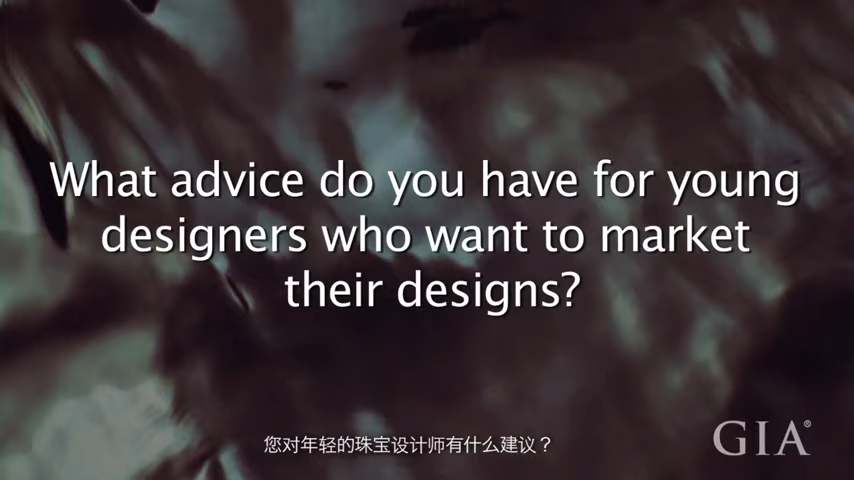 What advice do you have for young
designers who want to market
their designs?
您对年轻的珠宝设计师有什么建议？
GIA®